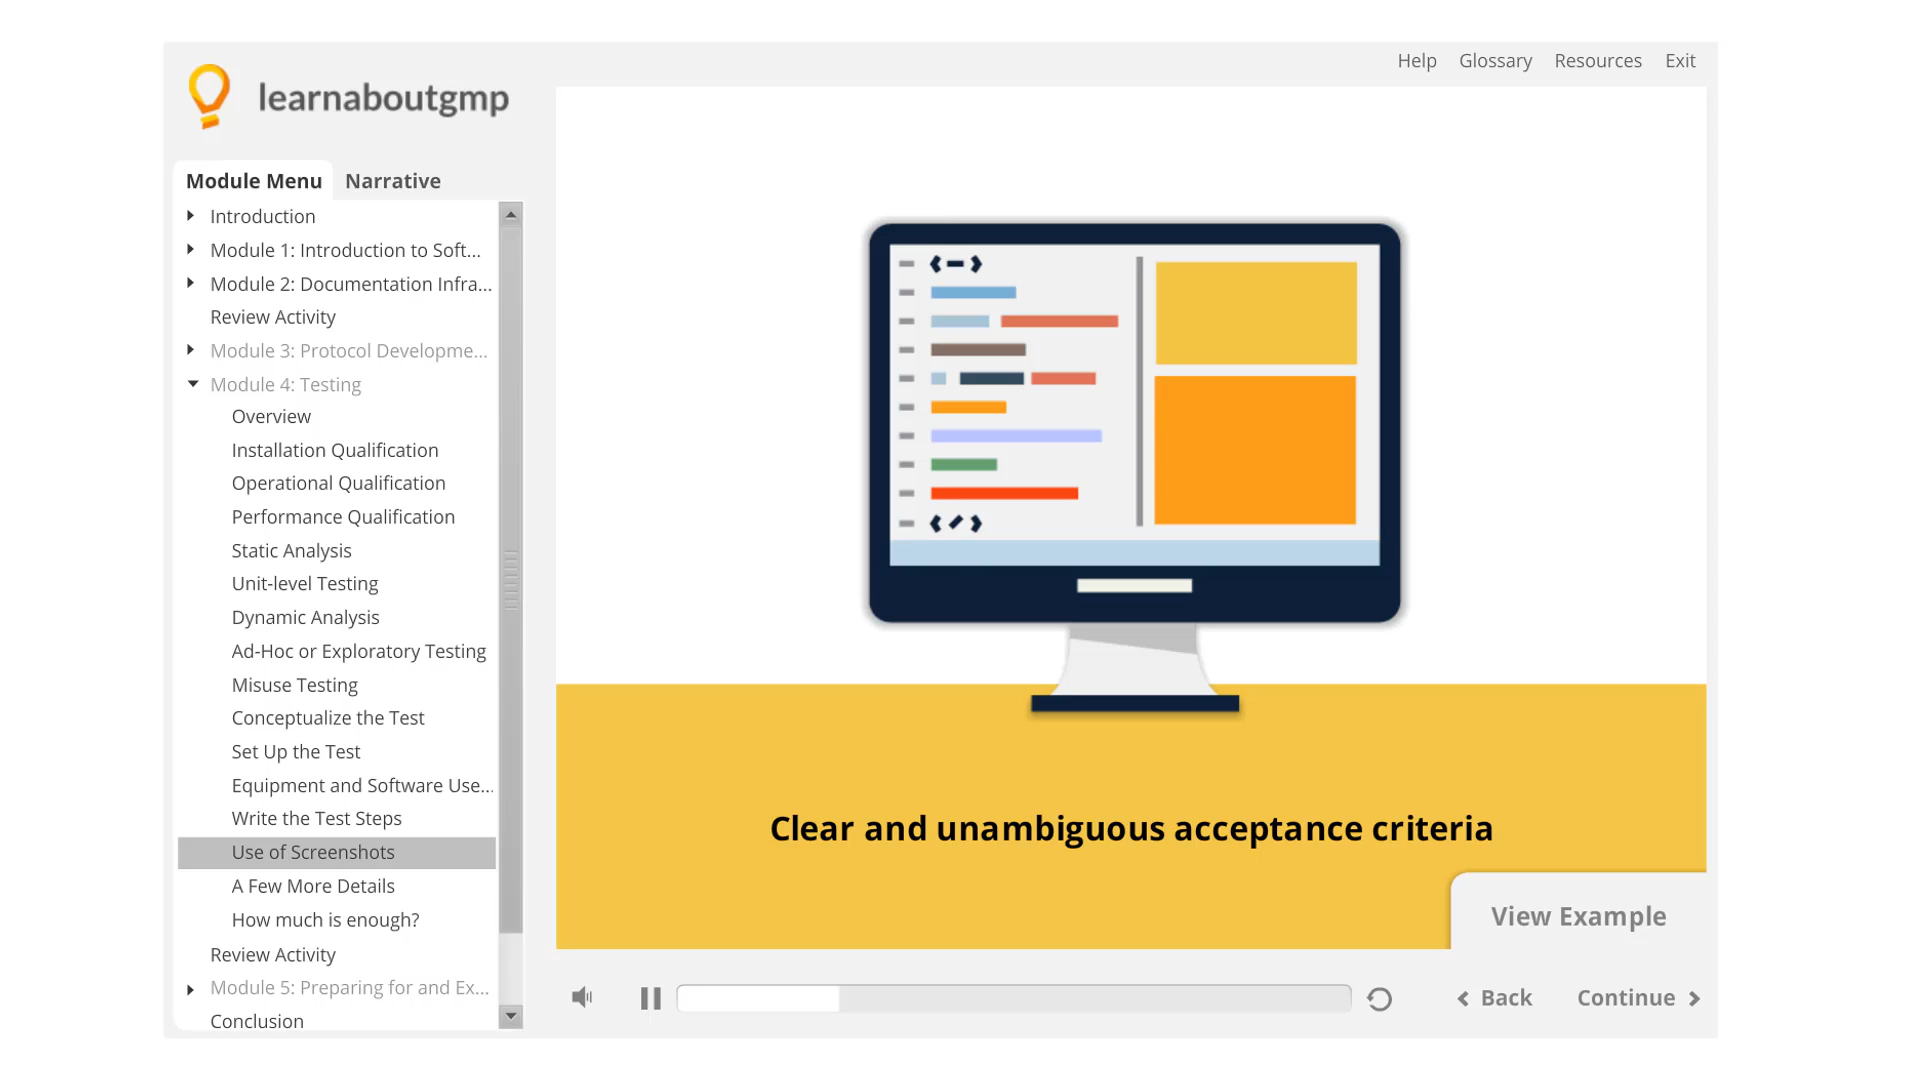 Help Glossary Resources Exit
learnaboutgmp
Module Menu Narrative
Introduction
Module 1: Introduction to Soft...
Module 2: Documentation Infra...
Review Activity
Module 3: Protocol Developme...
Module 4: Testing
Overview
Installation Qualification
Operational Qualification
Performance Qualification
Static Analysis
Unit-level Testing
Dynamic Analysis
Ad-Hoc or Exploratory Testing
Misuse Testing
Conceptualize the Test
Set Up the Test
Equipment and Software Use...
Write the Test Steps
Use of Screenshots
A Few More Details
How much is enough?
Review Activity
Module 5: Preparing for and Ex...
Conclusion
Clear and unambiguous acceptance criteria
View Example
Back Continue